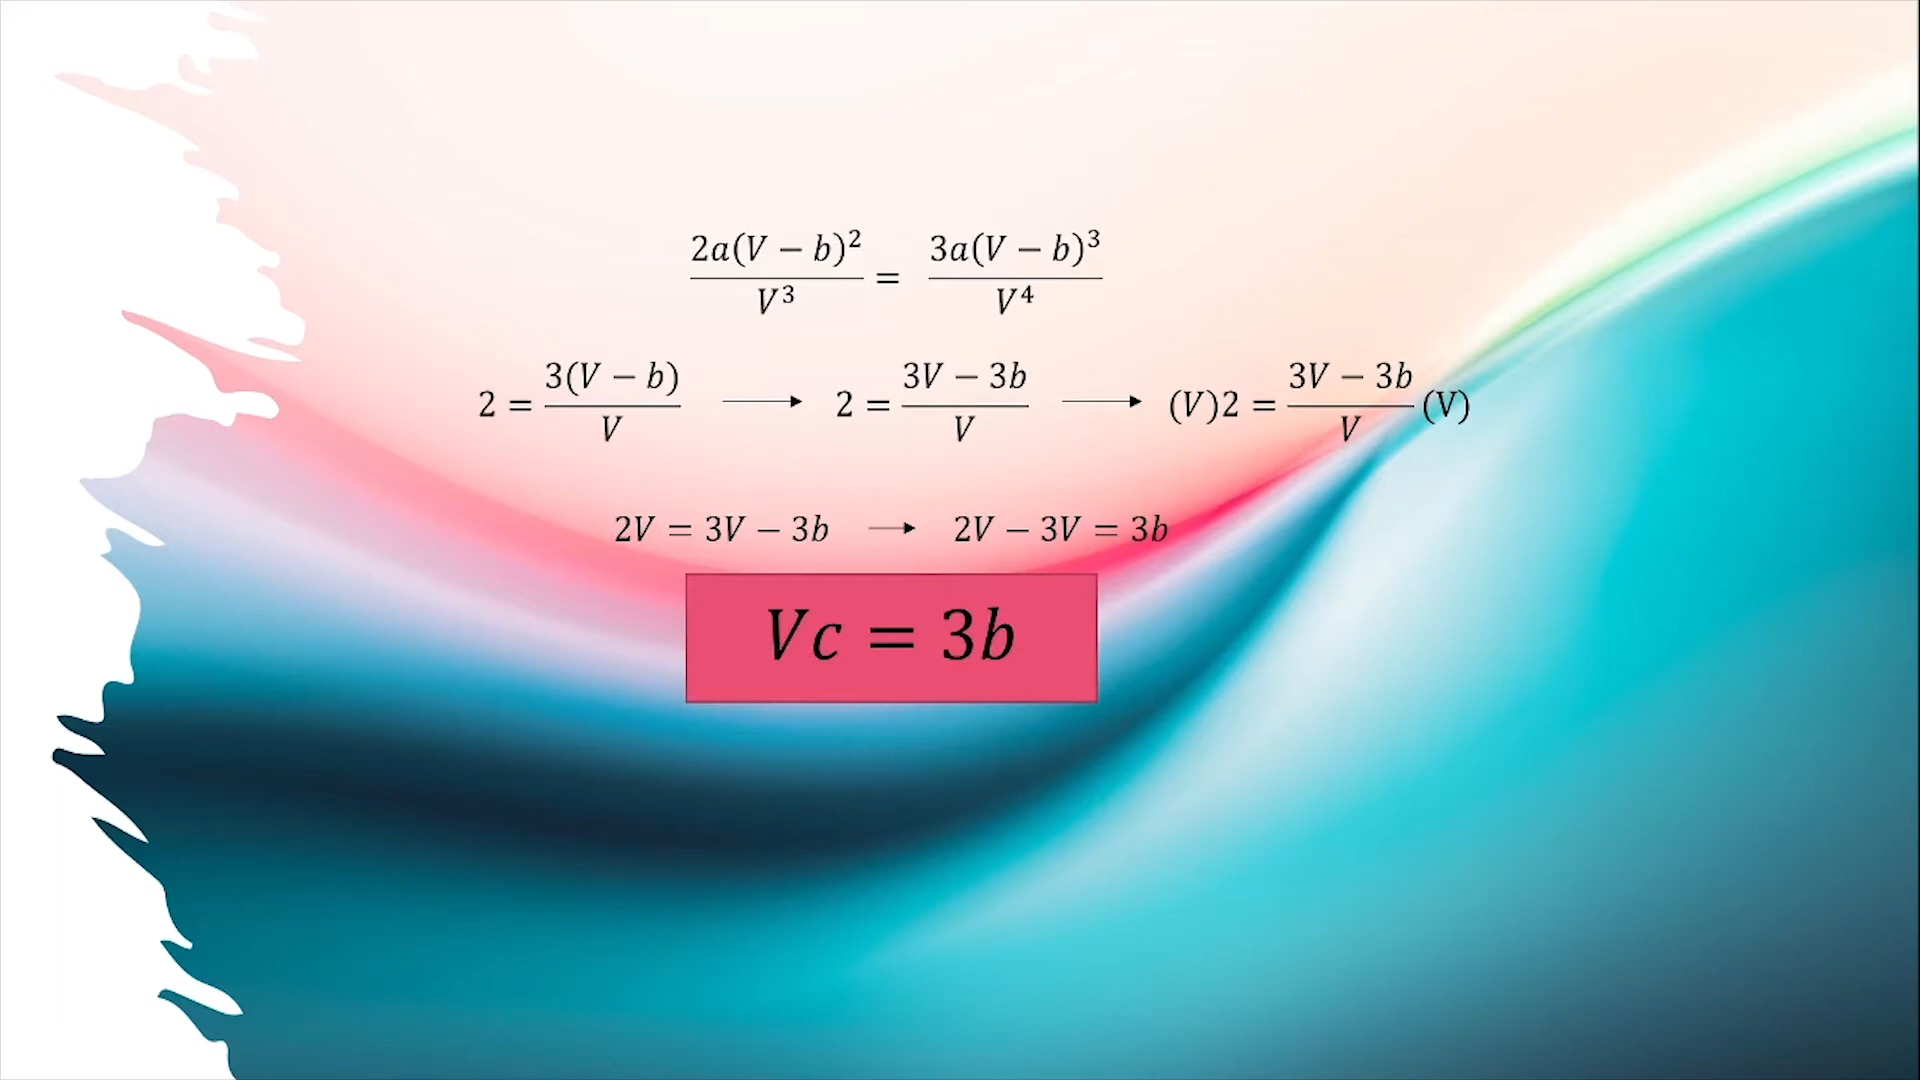 2a(V − b)²/V³ = 3a(V − b)³/V⁴
2 = 3(V − b)/V → 2 = 3V − 3b/V → (V)2 = 3V − 3b/V (V)
2V = 3V − 3b → 2V − 3V = 3b
Vc = 3b